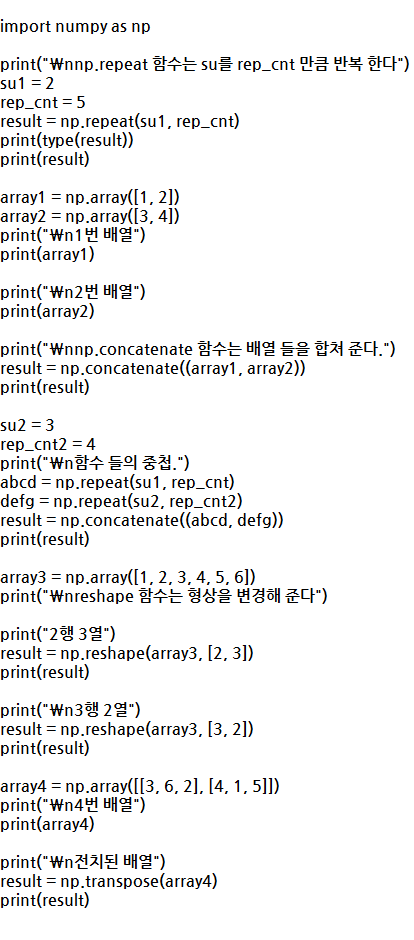 import numpy as np
print("₩nnp.repeat 함수는 su를 rep_cnt 만큼 반복 한다")
su1 = 2
rep_cnt = 5
result = np.repeat(su1, rep_cnt)
print(type(result))
print(result)
array1 = np.array([1, 2])
array2 = np.array([3, 4])
print("₩n1번 배열")
print(array1)
print("₩n2번 배열")
print(array2)
print("₩nnp.concatenate 함수는 배열 들을 합쳐 준다.")
result = np.concatenate((array1, array2))
print(result)
su2 = 3
rep_cnt2 = 4
print("₩n함수 들의 중첩.")
abcd = np.repeat(su1, rep_cnt)
defg = np.repeat(su2, rep_cnt2)
result = np.concatenate((abcd, defg))
print(result)
array3 = np.array([1, 2, 3, 4, 5, 6])
print("₩nreshape 함수는 형상을 변경해 준다")
print("2행 3열")
result = np.reshape(array3, [2, 3])
print(result)
print("₩n3행 2열")
result = np.reshape(array3, [3, 2])
print(result)
array4 = np.array([[3, 6, 2], [4, 1, 5]])
print("₩n4번 배열")
print(array4)
print("₩n전치된 배열")
result = np.transpose(array4)
print(result)